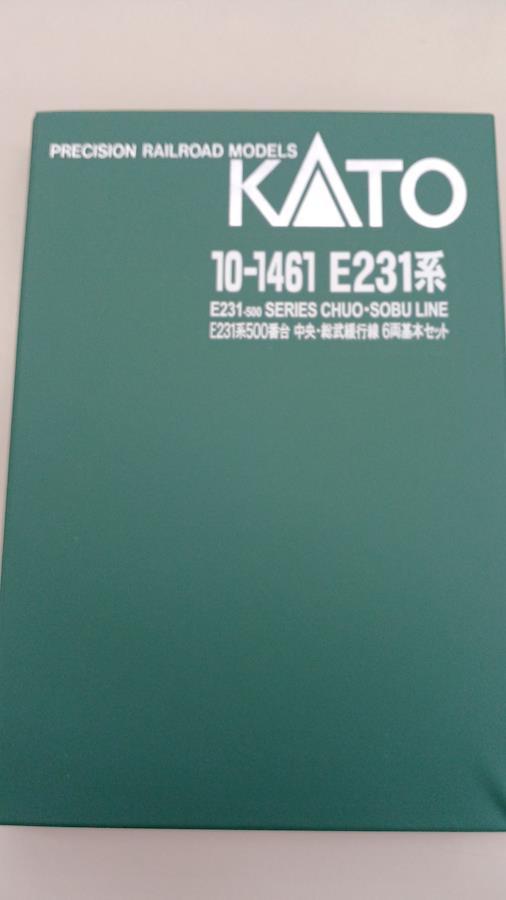 PRECISION RAILROAD MODELS
KATO
10-1461 E231系
E231-500 SERIES CHUO・SOBU LINE
E231系500番台 中央・総武緩行線 6両基本セット